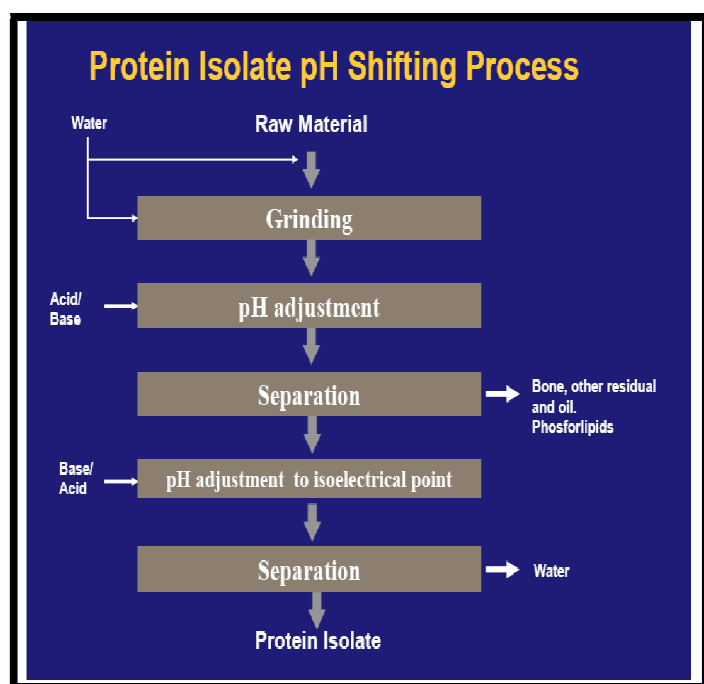 Protein Isolate pH Shifting Process
Water
Raw Material
Grinding
Acid/
Base
pH adjustment
Separation
Bone, other residual
and oil.
Phosforlipids
Base/
Acid
pH adjustment to isoelectrical point
Separation
Water
Protein Isolate